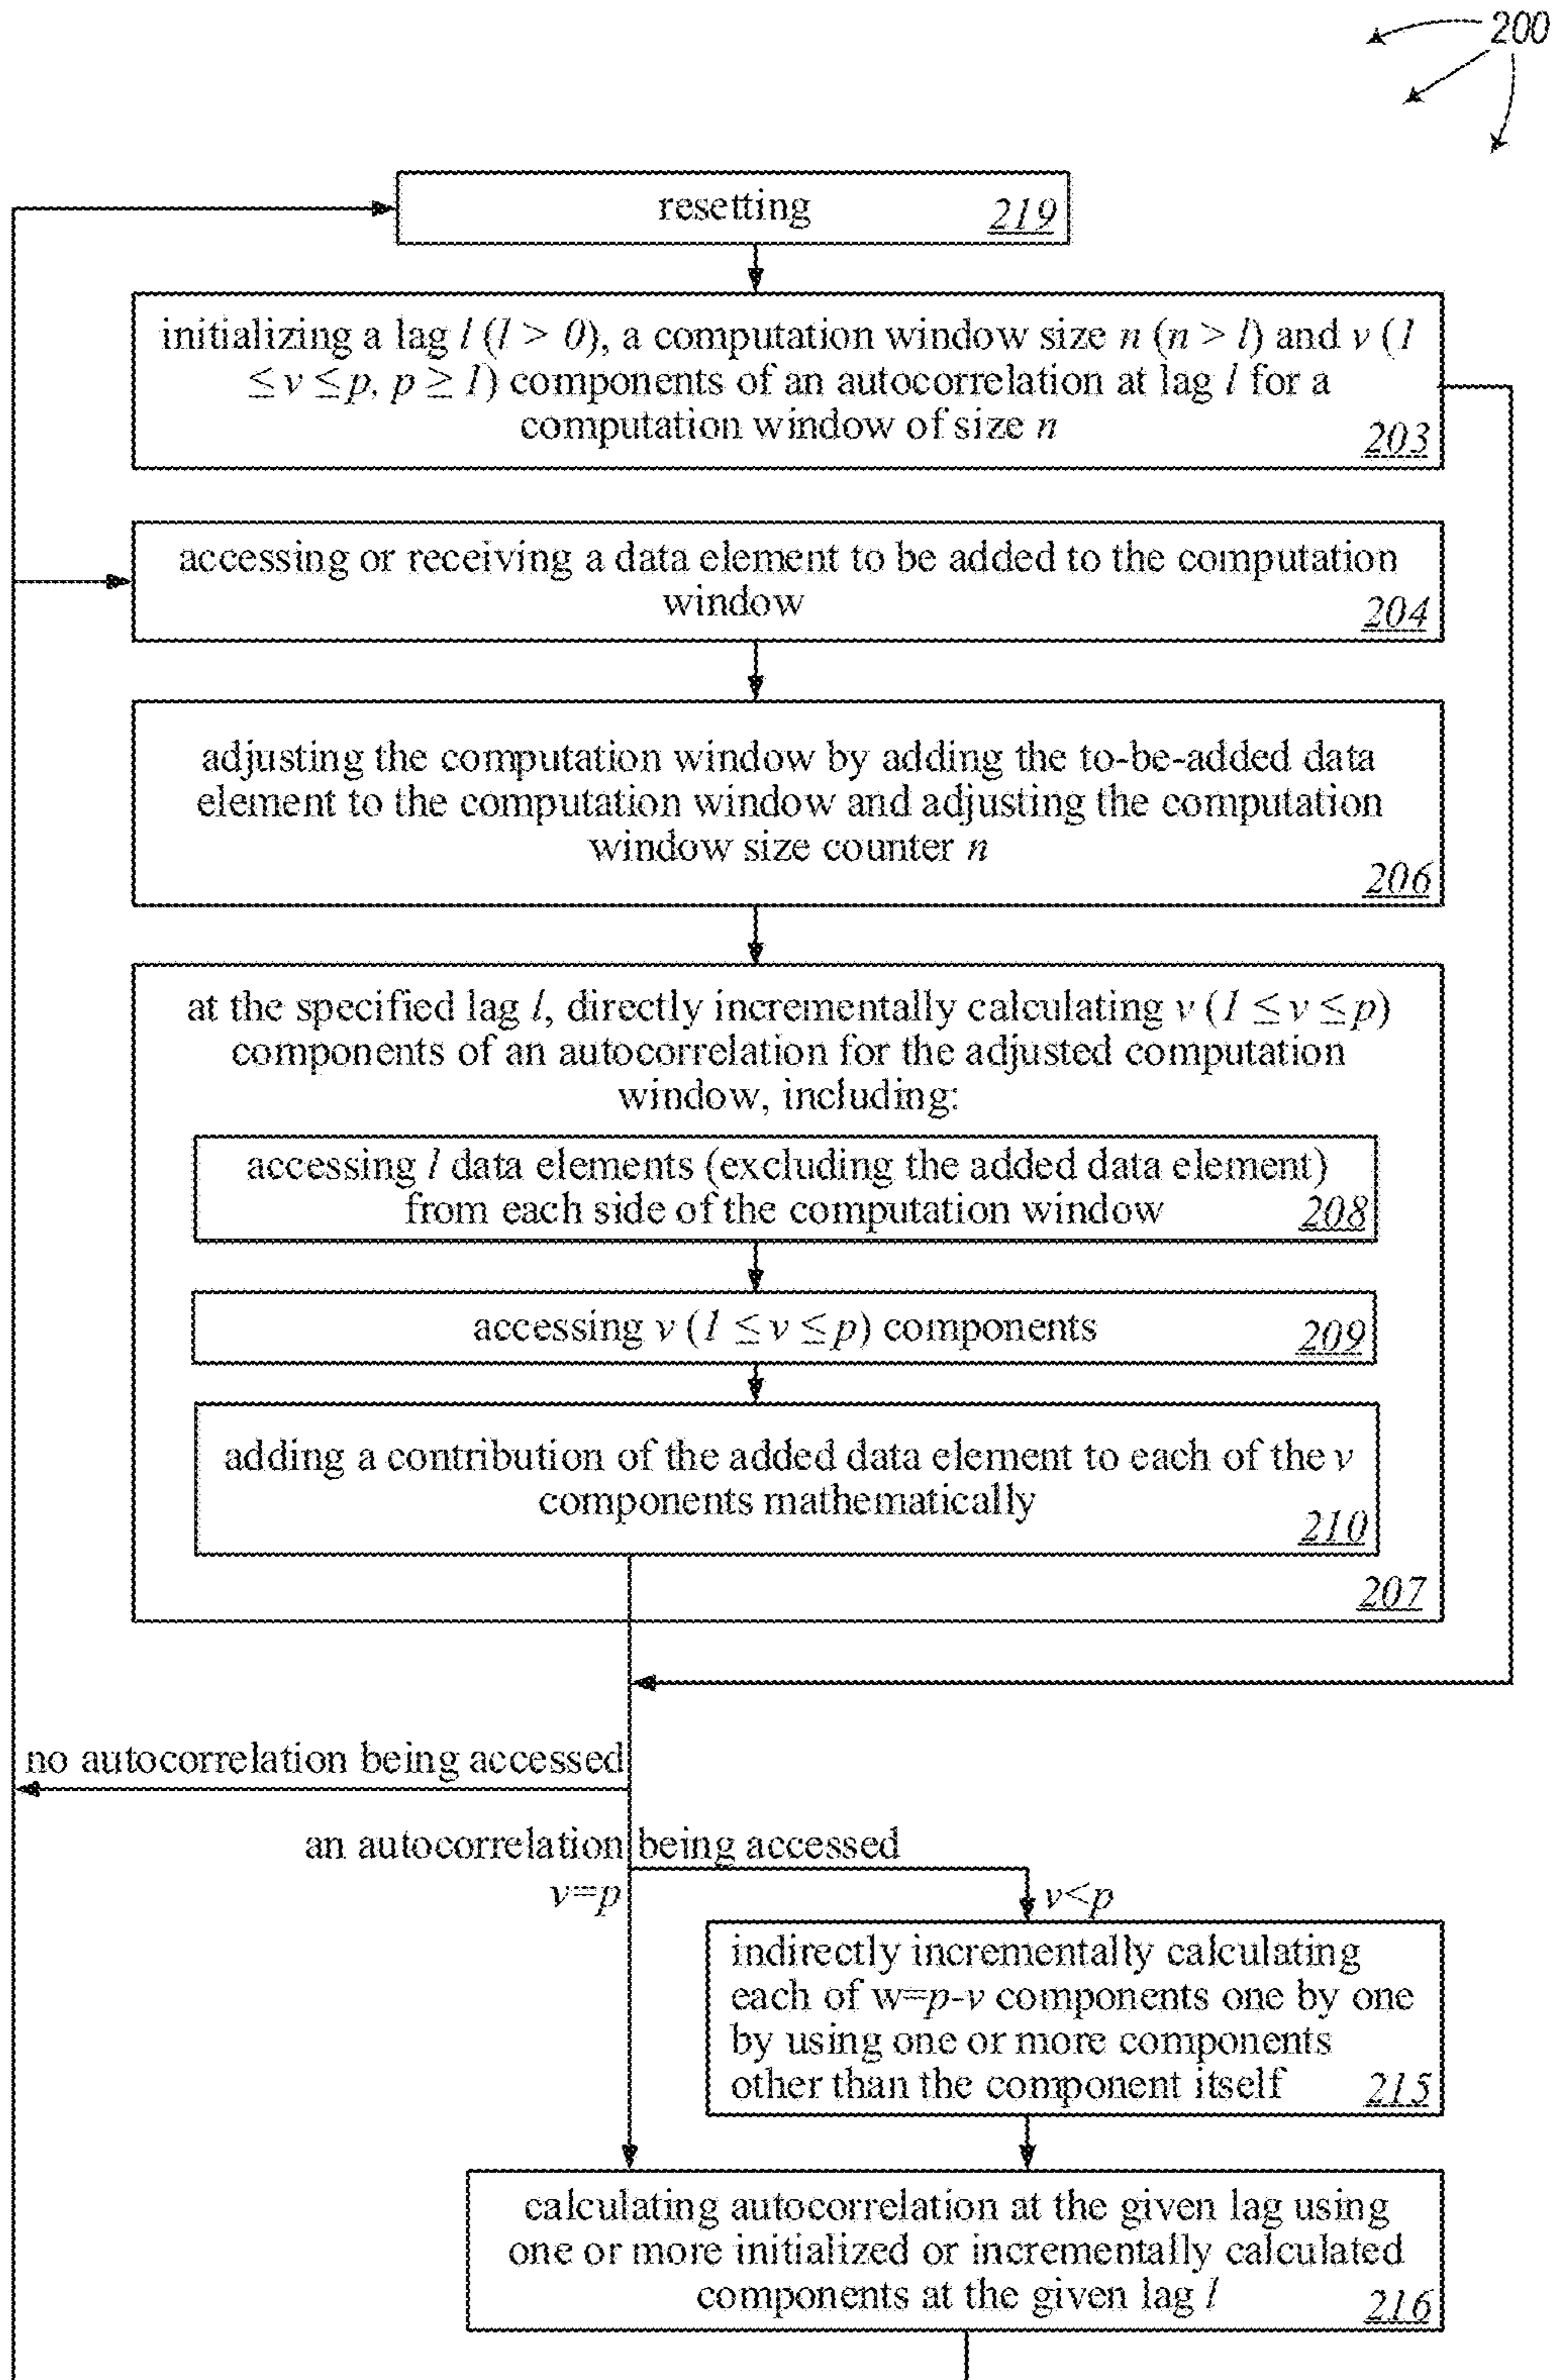 200
resetting
219
initializing a lag l (l > 0), a computation window size n (n > l) and v (1
≤ v ≤ p, p ≥ 1) components of an autocorrelation at lag l for a
computation window of size n
203
accessing or receiving a data element to be added to the computation
window
204
adjusting the computation window by adding the to-be-added data
element to the computation window and adjusting the computation
window size counter n
206
at the specified lag l, directly incrementally calculating v (1 ≤ v ≤ p)
components of an autocorrelation for the adjusted computation
window, including:
accessing l data elements (excluding the added data element)
from each side of the computation window
208
accessing v (1 ≤ v ≤ p) components
209
adding a contribution of the added data element to each of the v
components mathematically
210
207
no autocorrelation being accessed
an autocorrelation being accessed
v=p
v<p
indirectly incrementally calculating
each of w=p-v components one by one
by using one or more components
other than the component itself
215
calculating autocorrelation at the given lag using
one or more initialized or incrementally calculated
components at the given lag l
216